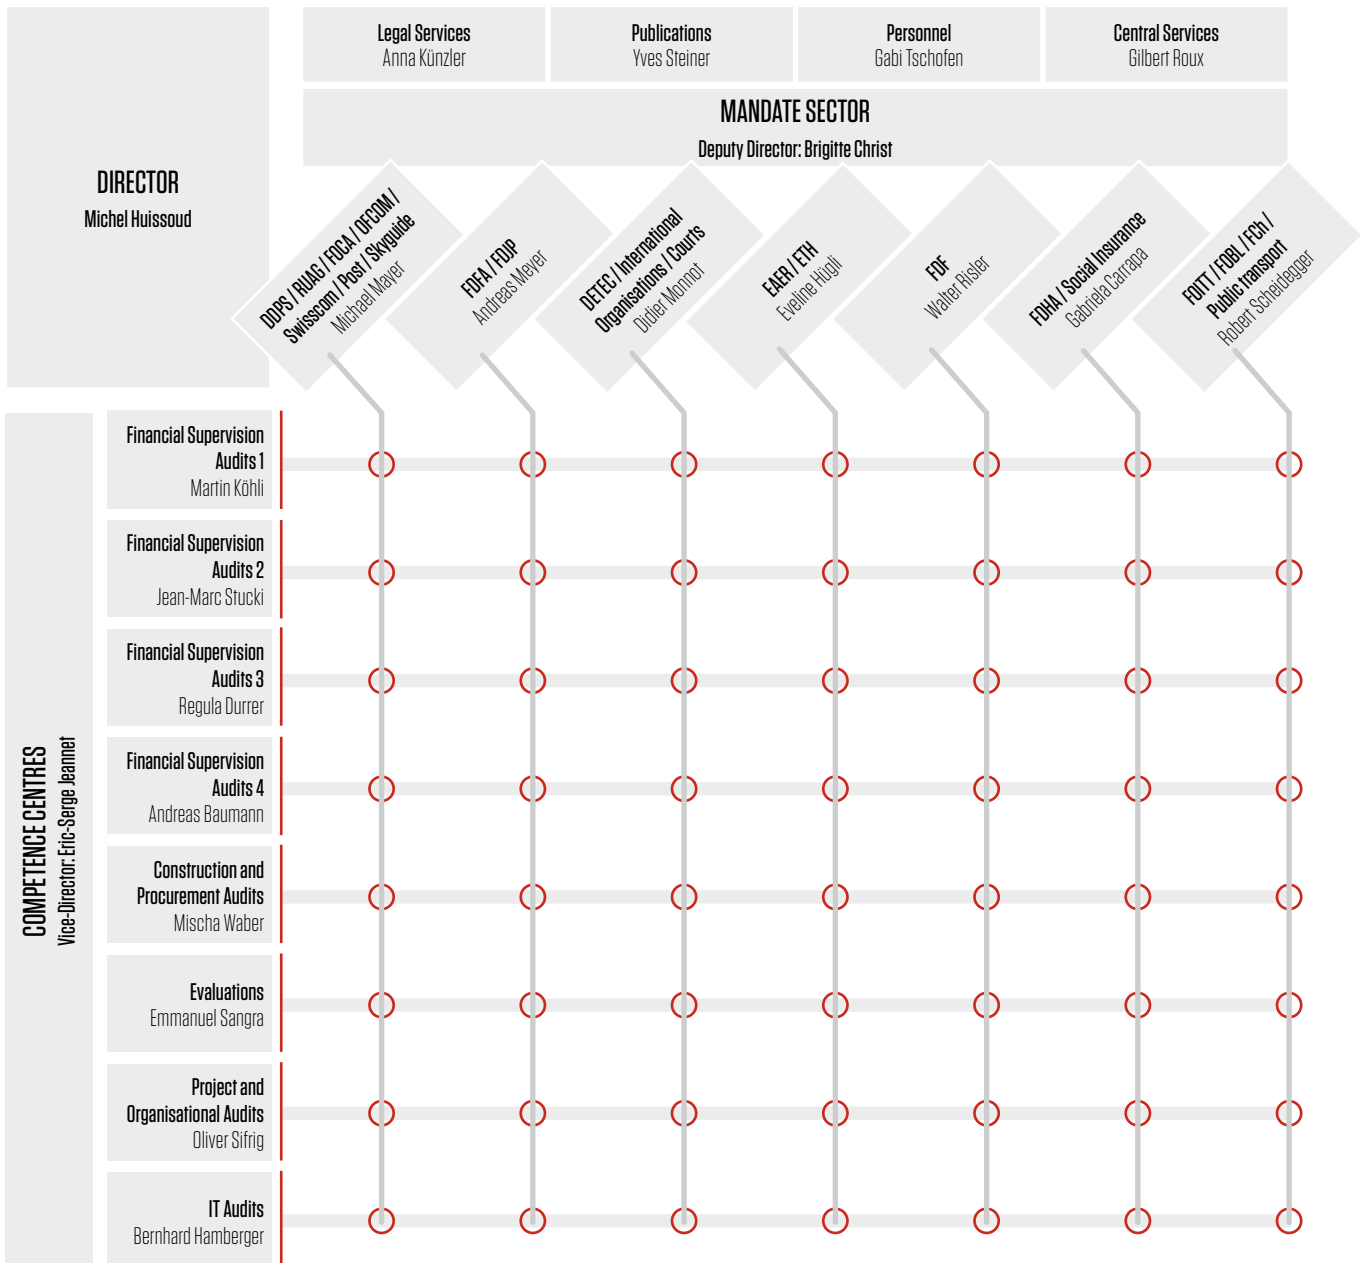 DIRECTOR
Michel Huissoud
Legal Services
Anna Künzler
Publications
Yves Steiner
Personnel
Gabi Tschofen
Central Services
Gilbert Roux
MANDATE SECTOR
Deputy Director: Brigitte Christ
DDPS / RUAG / FOCA / OFCOM /
Swisscom / Post / Skyguide
Michael Mayer
FDFA / FDJP
Andreas Meyer
DETEC / International
Organisations / Courts
Didier Monnot
EAER / ETH
Eveline Hügli
FDF
Walter Risler
FDHA / Social Insurance
Gabriela Carrapa
FOITT / FOBL / FCh /
Public transport
Robert Scheidegger
COMPETENCE CENTRES
Vice-Director: Eric-Serge Jeannet
Financial Supervision
Audits 1
Martin Köhli
Financial Supervision
Audits 2
Jean-Marc Stucki
Financial Supervision
Audits 3
Regula Durrer
Financial Supervision
Audits 4
Andreas Baumann
Construction and
Procurement Audits
Mischa Waber
Evaluations
Emmanuel Sangra
Project and
Organisational Audits
Oliver Sifrig
IT Audits
Bernhard Hamberger